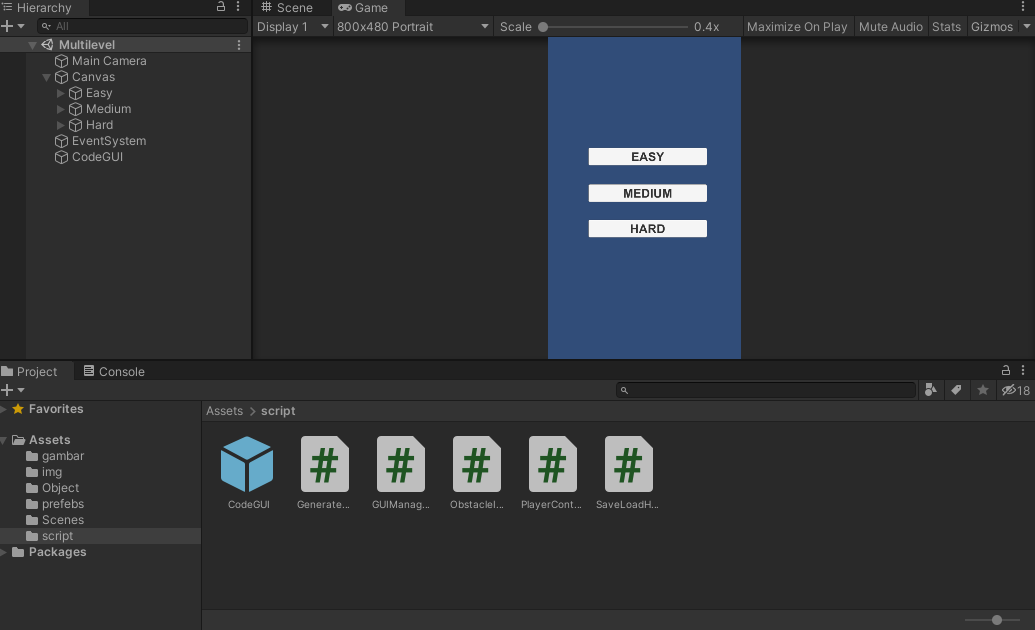 Hierarchy
All
Multilevel
Main Camera
Canvas
Easy
Medium
Hard
EventSystem
CodeGUI
Scene
Game
Display 1
800x480 Portrait
Scale
0.4x
Maximize On Play
Mute Audio
Stats
Gizmos
EASY
MEDIUM
HARD
Project
Console
18
Favorites
Assets
gambar
img
Object
prefebs
Scenes
script
Packages
Assets > script
CodeGUI
Generate...
GUIManag...
ObstacleI...
PlayerCont...
SaveLoadH...